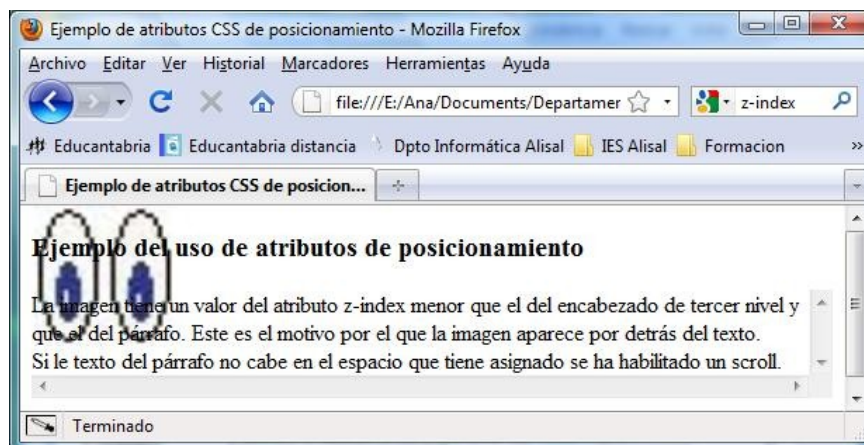 Ejemplo de atributos CSS de posicionamiento - Mozilla Firefox
Archivo Editar Ver Historial Marcadores Herramientas Ayuda
file:///E:/Ana/Documents/Departamer
z-index
Educantabria Educantabria distancia Dpto Informática Alisal IES Alisal Formacion »
Ejemplo de atributos CSS de posicion...
Ejemplo del uso de atributos de posicionamiento
La imagen tiene un valor del atributo z-index menor que el del encabezado de tercer nivel y
que el del párrafo. Este es el motivo por el que la imagen aparece por detrás del texto.
Si le texto del párrafo no cabe en el espacio que tiene asignado se ha habilitado un scroll.
Terminado